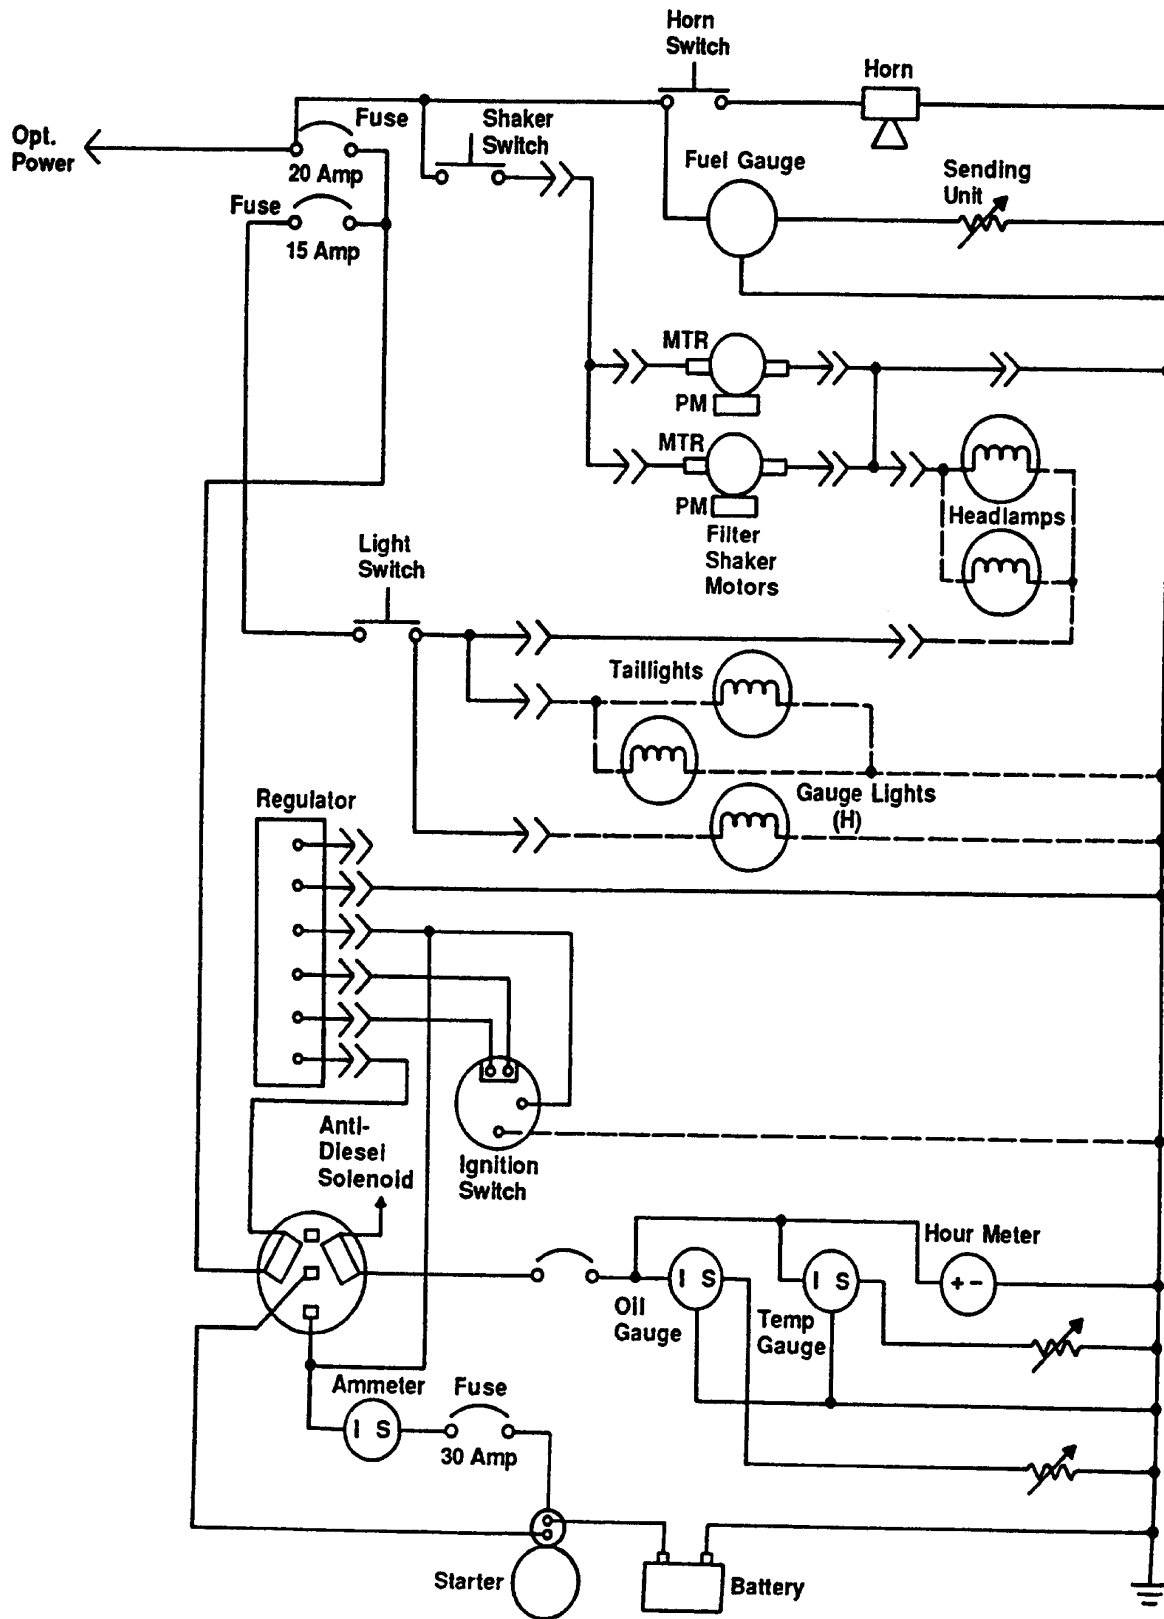 Horn
Switch
Horn
Opt.
Power
Fuse
20 Amp
Shaker
Switch
Fuel Gauge
Sending
Unit
Fuse
15 Amp
MTR
PM
MTR
PM
Filter
Shaker
Motors
Headlamps
Light
Switch
Taillights
Gauge Lights
(H)
Regulator
Anti-
Diesel
Solenoid
Ignition
Switch
Hour Meter
+ -
I S
Oil
Gauge
I S
Temp
Gauge
Ammeter
I S
Fuse
30 Amp
Starter
Battery